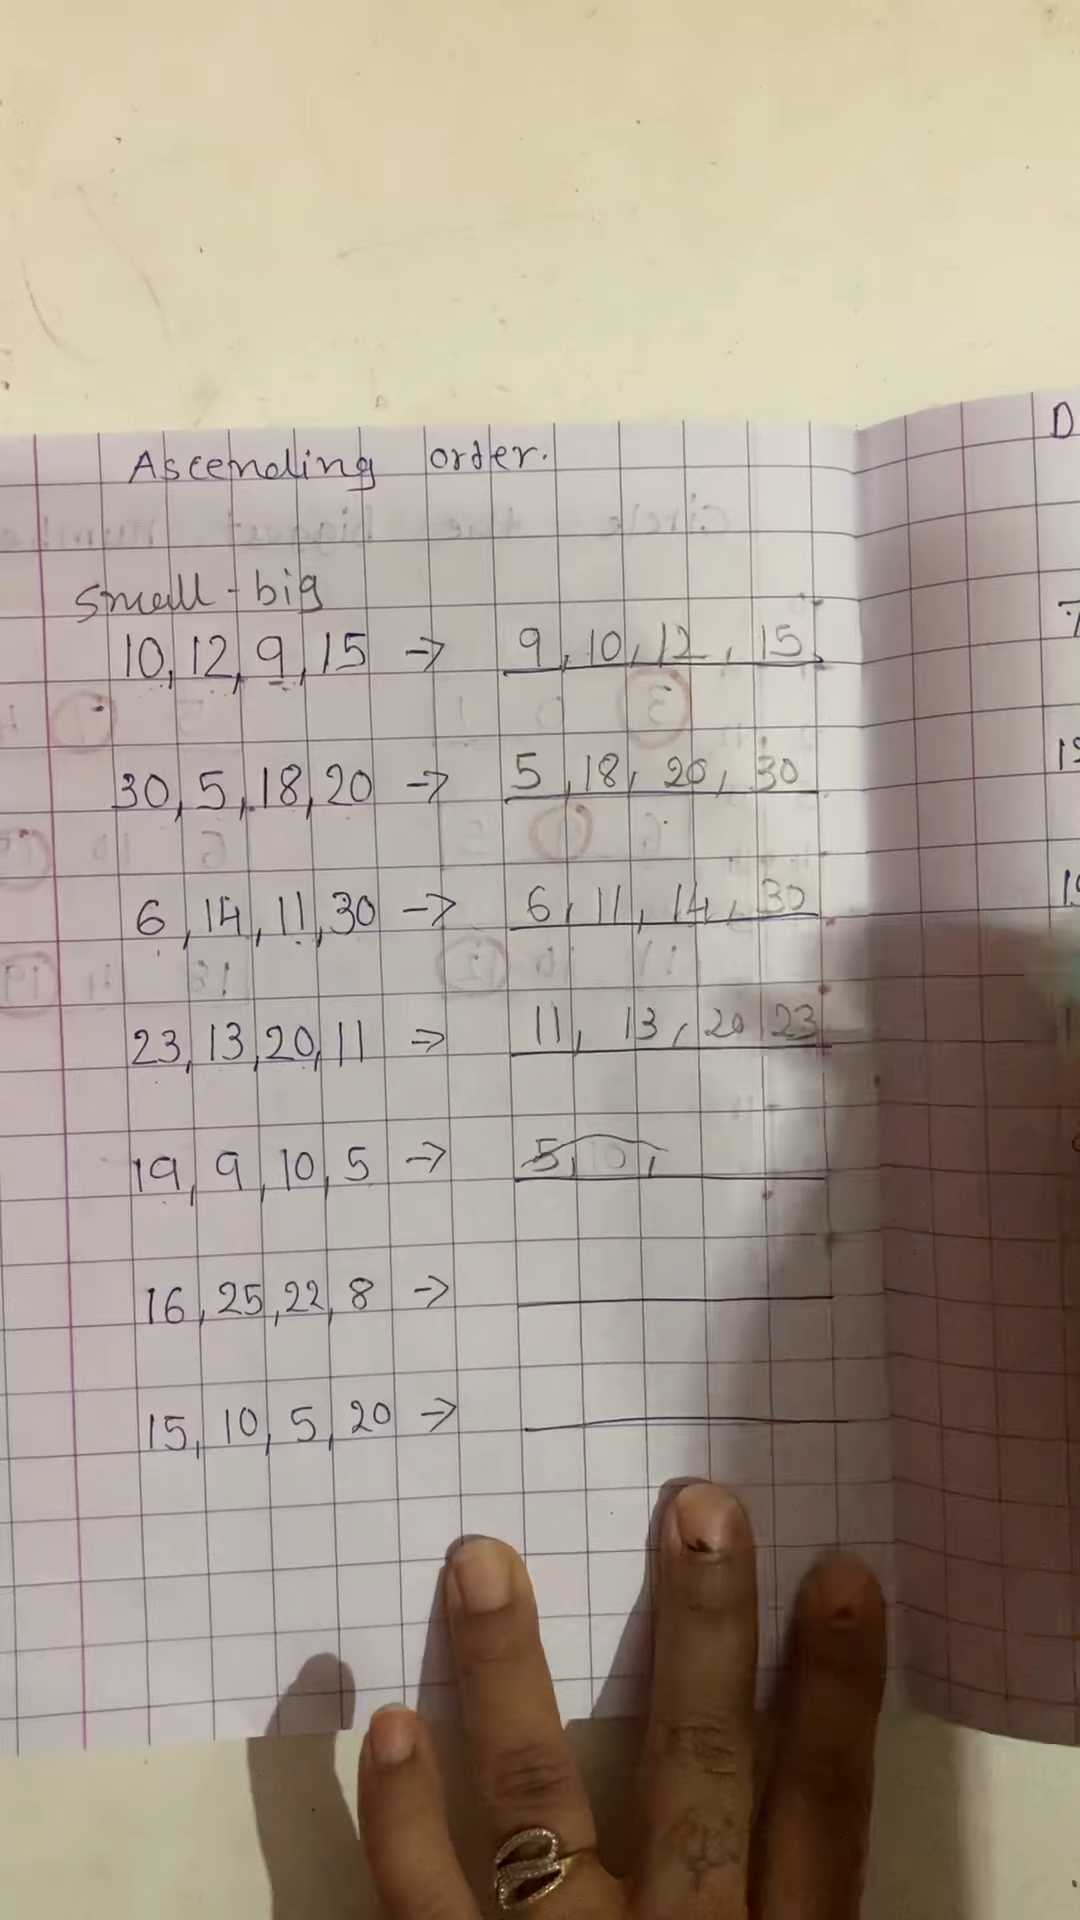 Ascending order.
Small - big
10, 12, 9, 15 → 9, 10, 12, 15
30, 5, 18, 20 → 5, 18, 20, 30
6, 14, 11, 30 → 6, 11, 14, 30
23, 13, 20, 11 → 11, 13, 20 23
19, 9, 10, 5 → 5, 10,
16, 25, 22, 8 →
15, 10, 5, 20 →
D